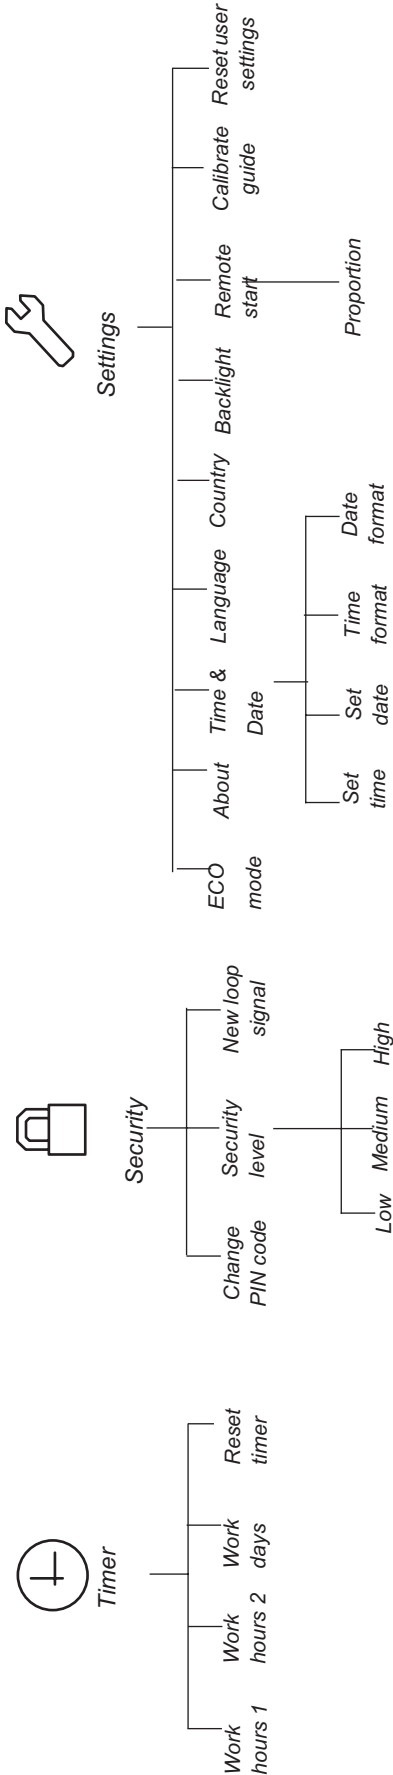 Timer
Work
hours 1
Work
hours 2
Work
days
Reset
timer
Security
Change
PIN code
Security
level
New loop
signal
Low
Medium
High
Settings
ECO
mode
About
Time &
Date
Language
Country
Backlight
Remote
start
Calibrate
guide
Reset user
settings
Set
time
Set
date
Time
format
Date
format
Proportion